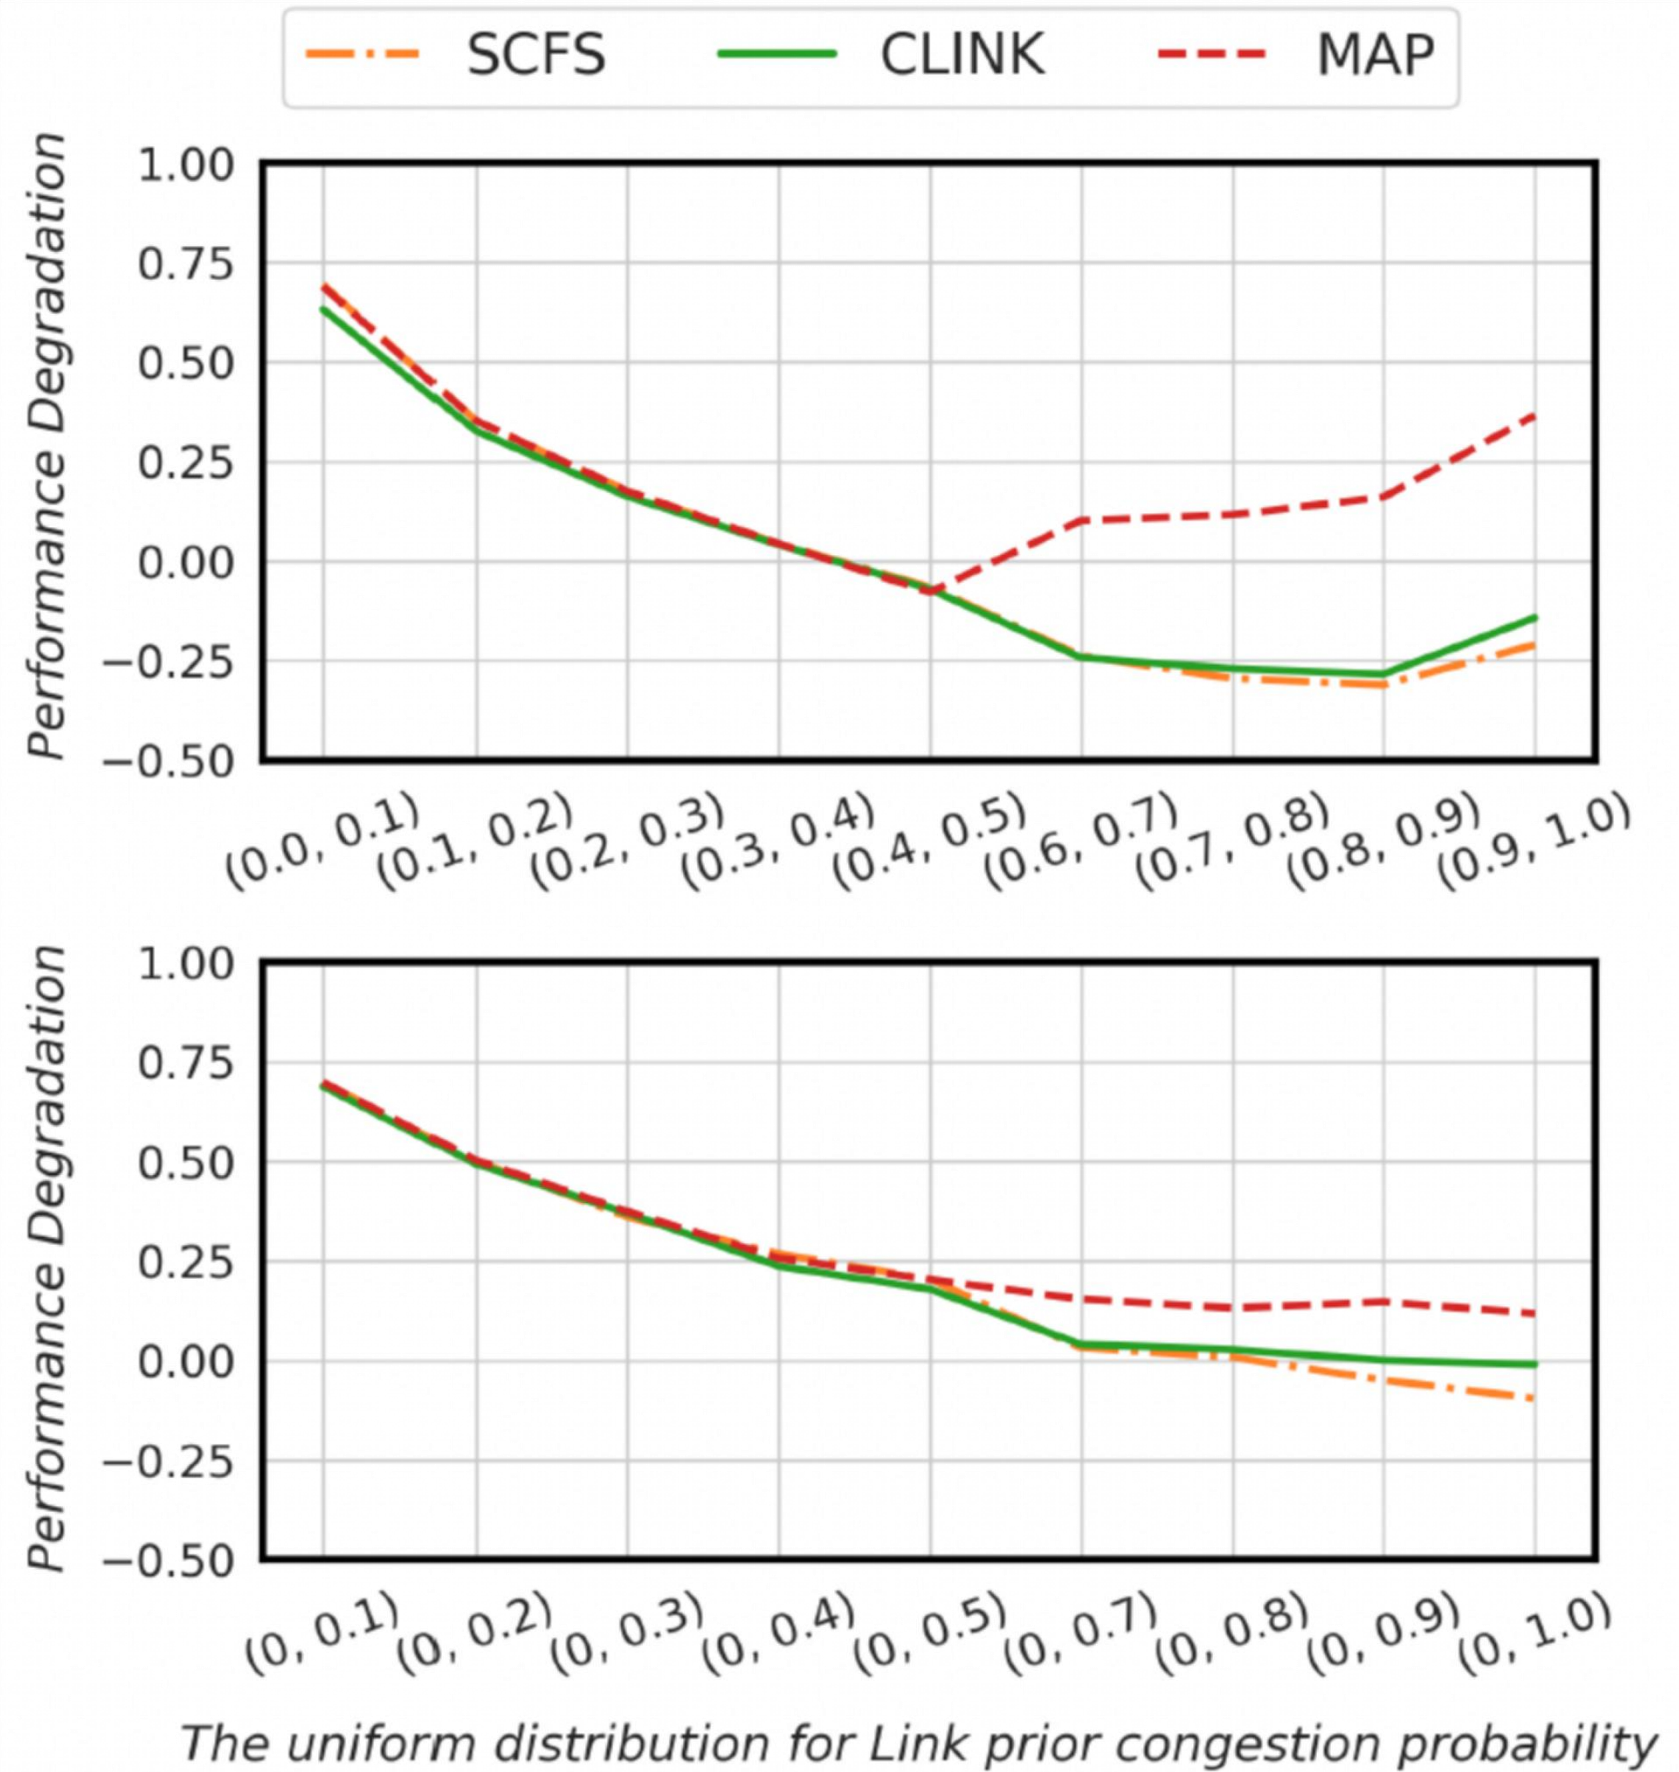 SCFS CLINK MAP
Performance Degradation
1.00
0.75
0.50
0.25
0.00
−0.25
−0.50
(0.0, 0.1) (0.1, 0.2) (0.2, 0.3) (0.3, 0.4) (0.4, 0.5) (0.6, 0.7) (0.7, 0.8) (0.8, 0.9) (0.9, 1.0)
Performance Degradation
1.00
0.75
0.50
0.25
0.00
−0.25
−0.50
(0, 0.1) (0, 0.2) (0, 0.3) (0, 0.4) (0, 0.5) (0, 0.7) (0, 0.8) (0, 0.9) (0, 1.0)
The uniform distribution for Link prior congestion probability